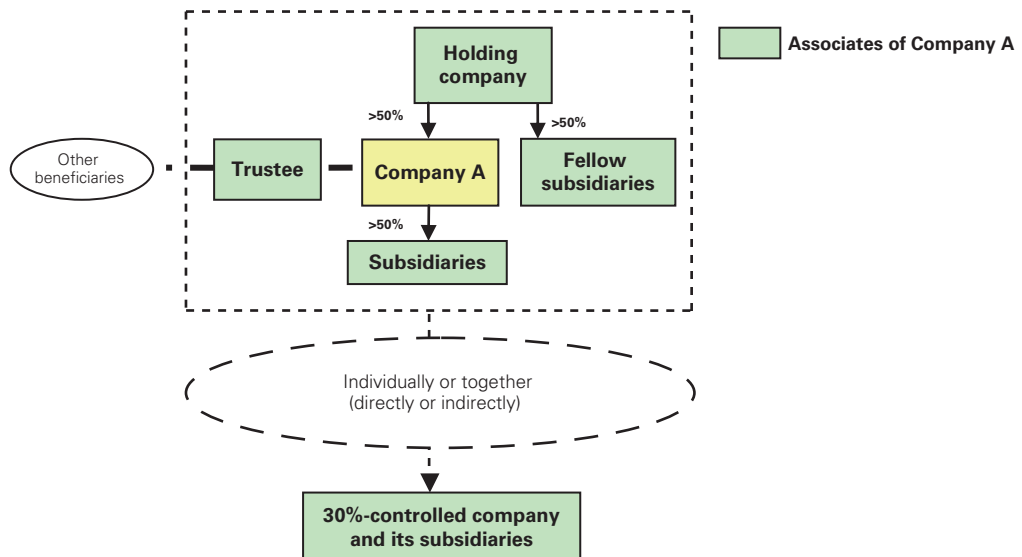 Holding
company
Associates of Company A
>50%
>50%
Other
beneficiaries
Trustee
Company A
Fellow
subsidiaries
>50%
Subsidiaries
Individually or together
(directly or indirectly)
30%-controlled company
and its subsidiaries